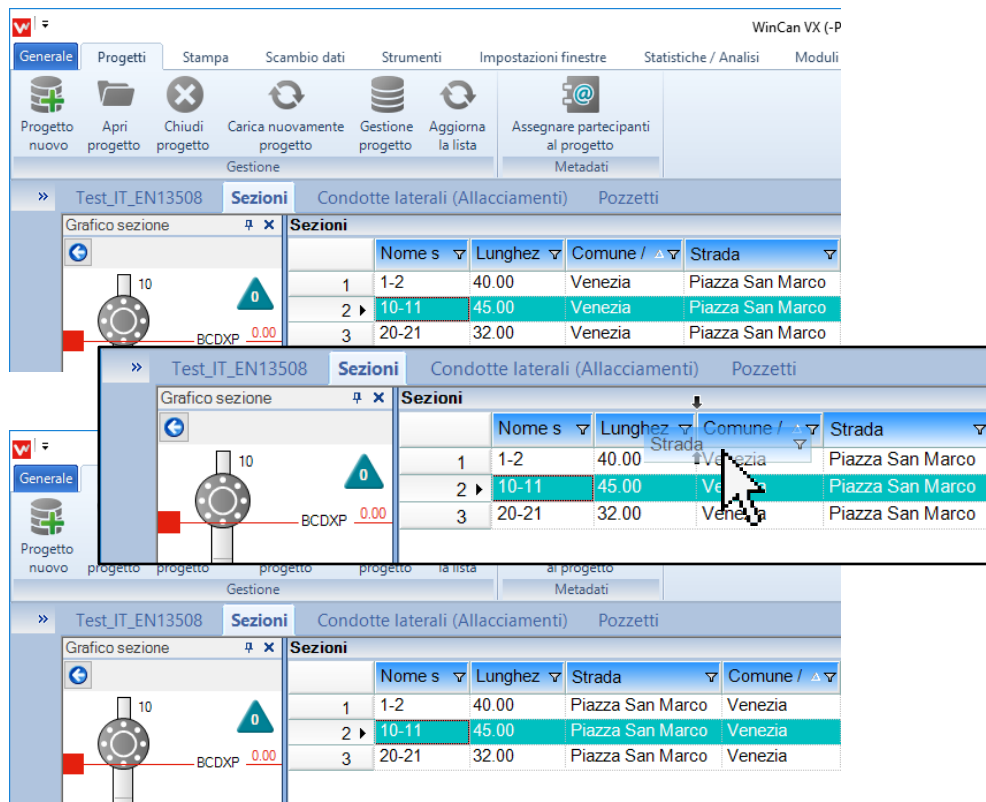 WinCan VX (-P
Generale Progetti Stampa Scambio dati Strumenti Impostazioni finestre Statistiche / Analisi Moduli
Progetto nuovo Apri progetto Chiudi progetto Carica nuovamente progetto Gestione progetto Aggiorna la lista Assegnare partecipanti al progetto
Gestione Metadati
» Test_IT_EN13508 Sezioni Condotte laterali (Allacciamenti) Pozzetti
Grafico sezione Sezioni
Nome s Lunghez Comune / Strada
10 0 BCDXP 0.00
1 1-2 40.00 Venezia Piazza San Marco
2 10-11 45.00 Venezia Piazza San Marco
3 20-21 32.00 Venezia Piazza San Marco
» Test_IT_EN13508 Sezioni Condotte laterali (Allacciamenti) Pozzetti
Grafico sezione Sezioni
Nome s Lunghez Comune / Strada
Strada
10 0 BCDXP 0.00
1 1-2 40.00 Venezia Piazza San Marco
2 10-11 45.00 Ve Piazza San Marco
3 20-21 32.00 Venezia Piazza San Marco
Generale
Progetto nuovo progetto progetto progetto progetto la lista al progetto
Gestione Metadati
» Test_IT_EN13508 Sezioni Condotte laterali (Allacciamenti) Pozzetti
Grafico sezione Sezioni
Nome s Lunghez Strada Comune /
10 0 BCDXP 0.00
1 1-2 40.00 Piazza San Marco Venezia
2 10-11 45.00 Piazza San Marco Venezia
3 20-21 32.00 Piazza San Marco Venezia